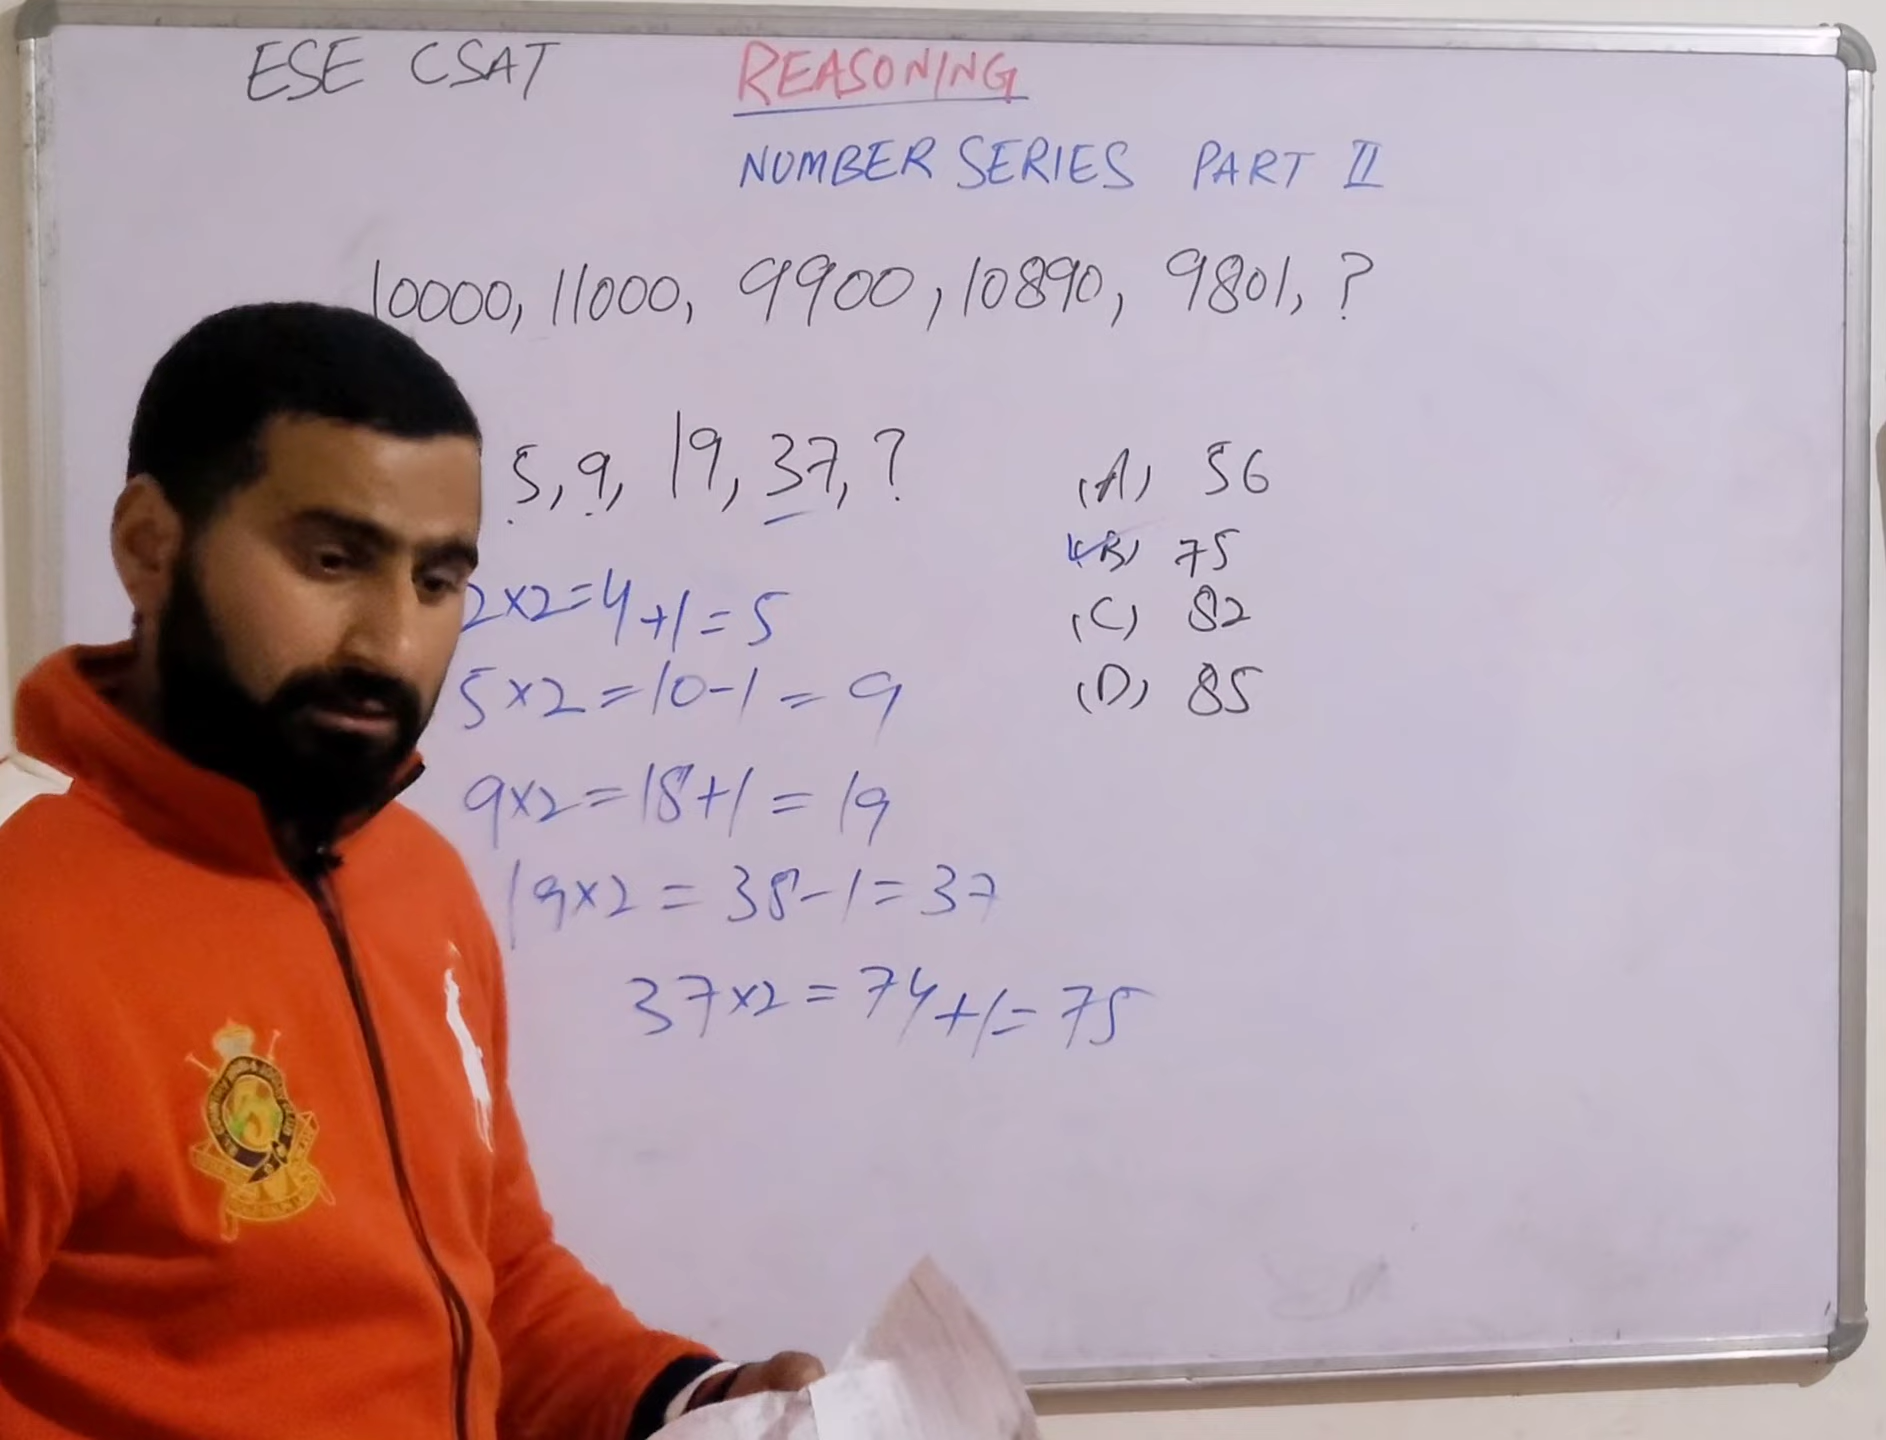 ESE CSAT REASONING
NUMBER SERIES PART II
10000, 11000, 9900, 10890, 9801, ?
5, 9, 19, 37, ?
(A) 56
(B) 75
(C) 82
(D) 85
2×2=4+1=5
5×2=10-1=9
9×2=18+1=19
19×2=38-1=37
37×2=74+1=75